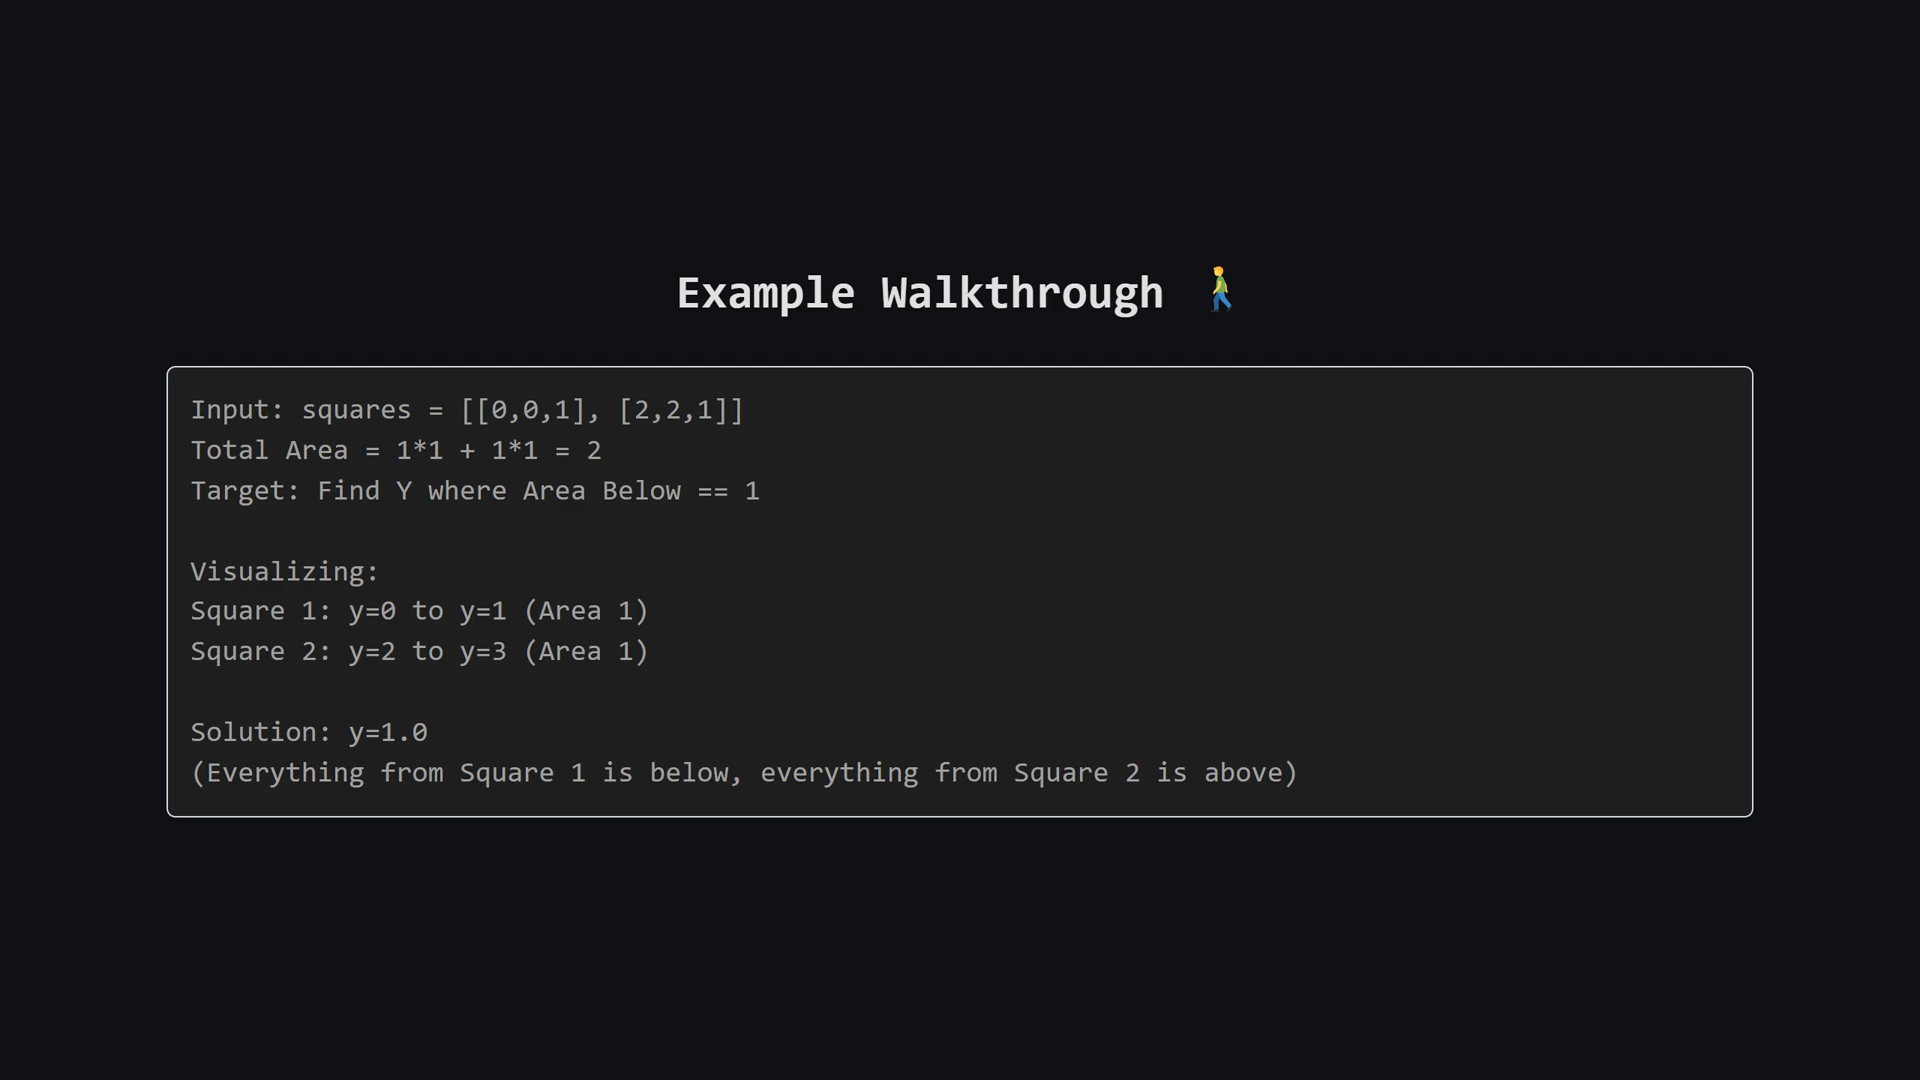 Example Walkthrough 🚶
Input: squares = [[0,0,1], [2,2,1]]
Total Area = 1*1 + 1*1 = 2
Target: Find Y where Area Below == 1
Visualizing:
Square 1: y=0 to y=1 (Area 1)
Square 2: y=2 to y=3 (Area 1)
Solution: y=1.0
(Everything from Square 1 is below, everything from Square 2 is above)